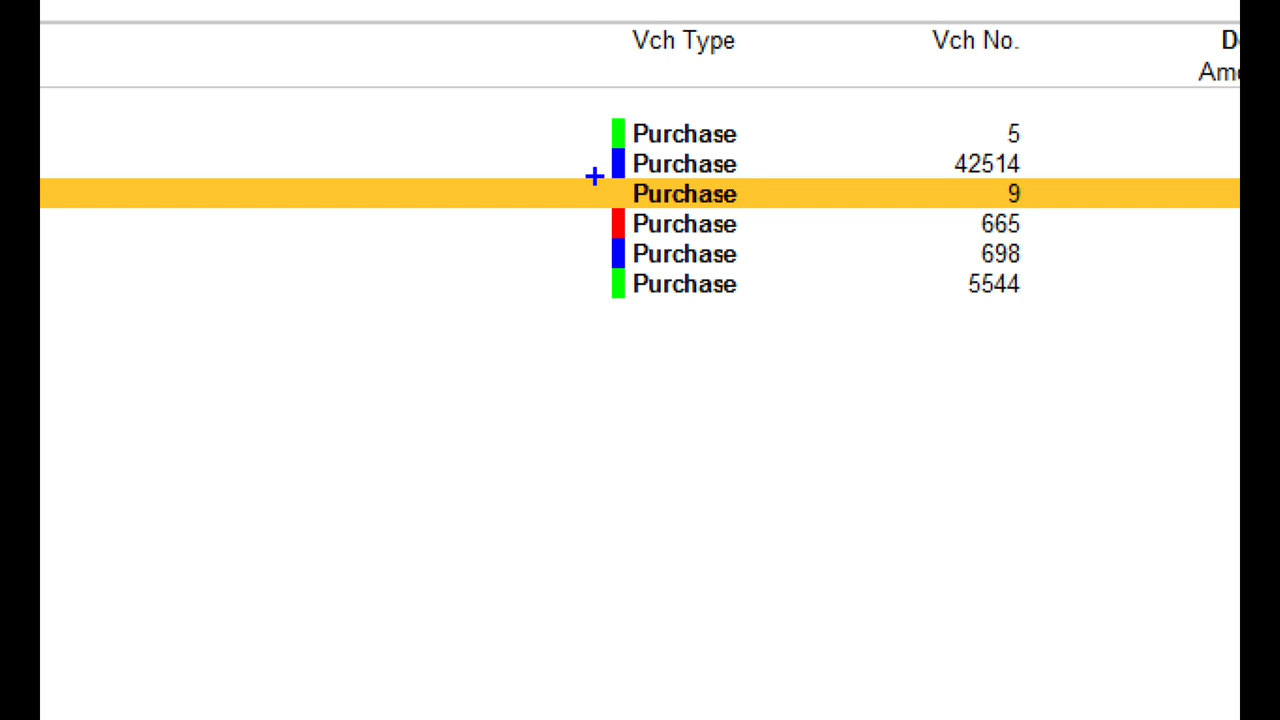 Vch Type Vch No.
Purchase 5
Purchase 42514
Purchase 9
Purchase 665
Purchase 698
Purchase 5544